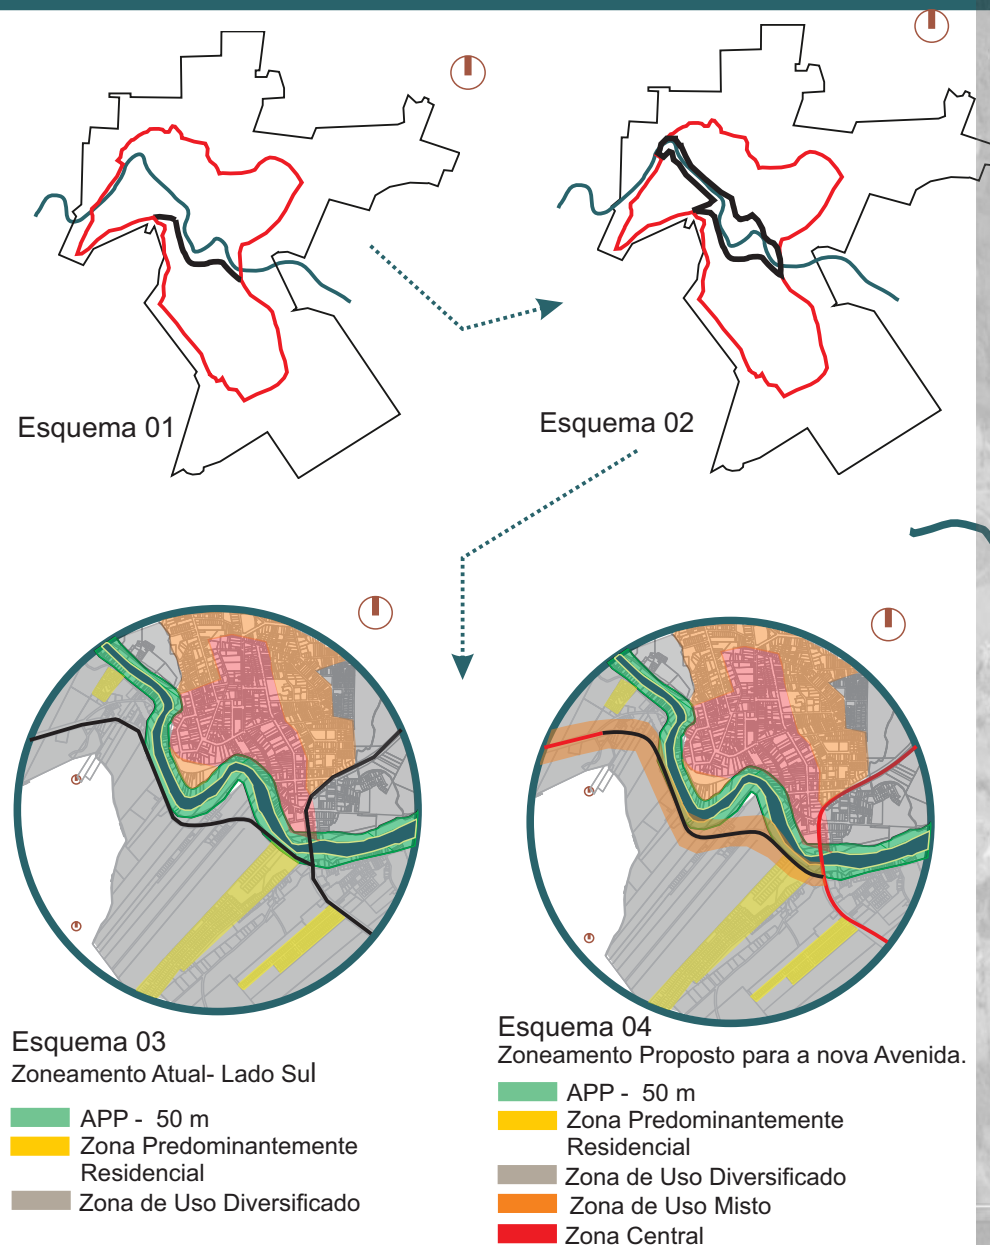 Esquema 01
Esquema 02
Esquema 03
Zoneamento Atual- Lado Sul
APP - 50 m
Zona Predominantemente
Residencial
Zona de Uso Diversificado
Esquema 04
Zoneamento Proposto para a nova Avenida.
APP - 50 m
Zona Predominantemente
Residencial
Zona de Uso Diversificado
Zona de Uso Misto
Zona Central